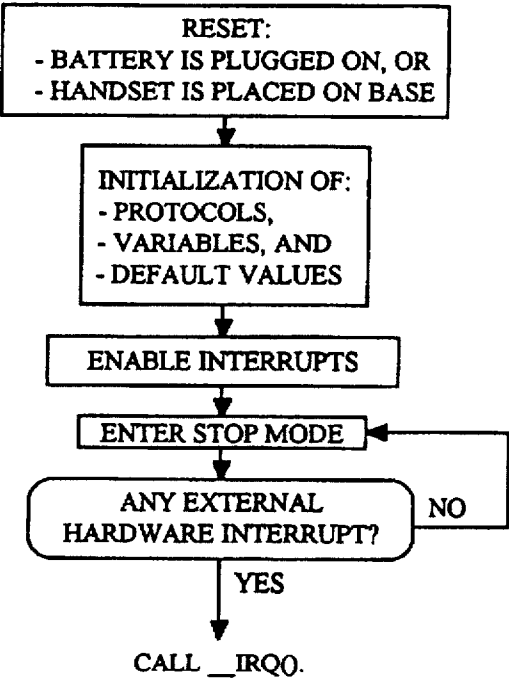 RESET:
- BATTERY IS PLUGGED ON, OR
- HANDSET IS PLACED ON BASE
INITIALIZATION OF:
- PROTOCOLS,
- VARIABLES, AND
- DEFAULT VALUES
ENABLE INTERRUPTS
ENTER STOP MODE
ANY EXTERNAL
HARDWARE INTERRUPT?
NO
YES
CALL __IRQ().